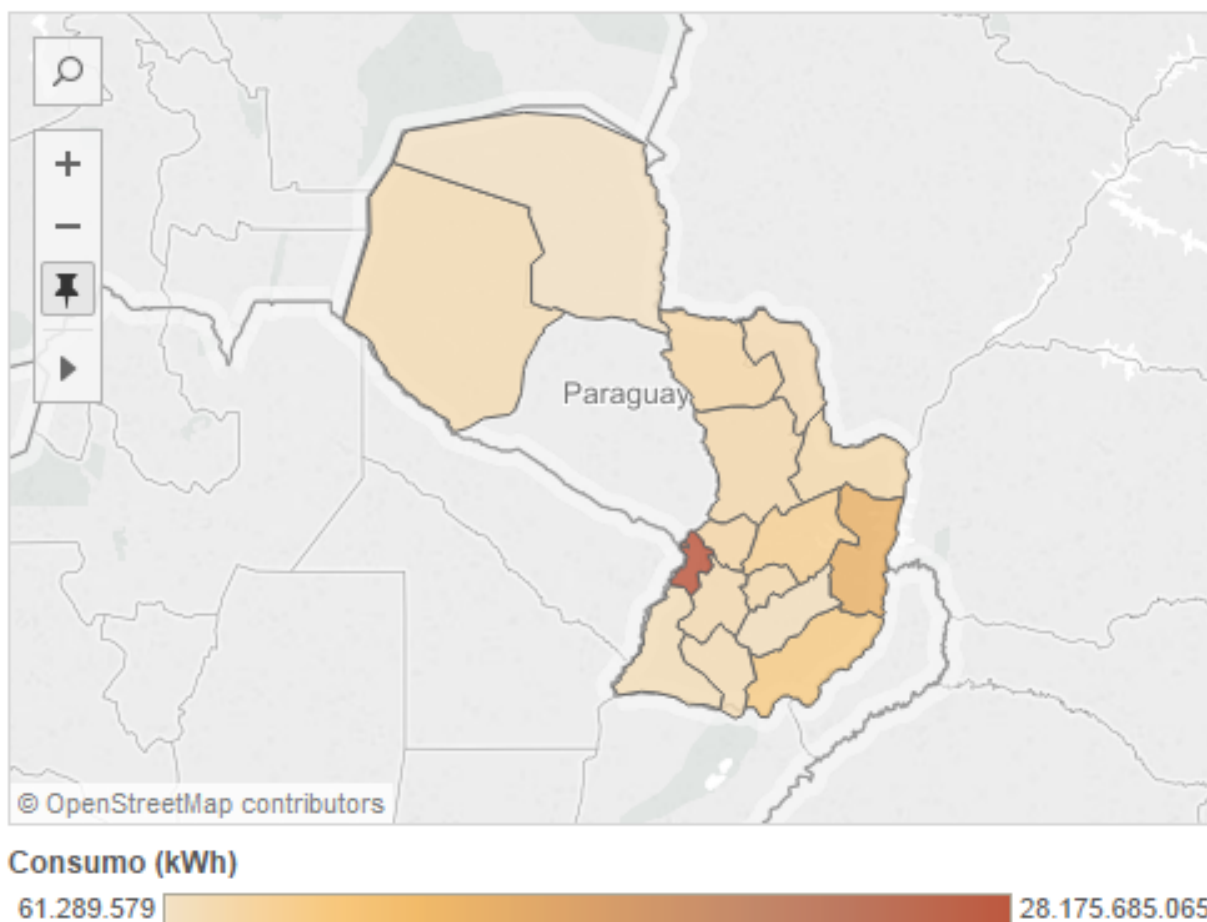 Paraguay
© OpenStreetMap contributors
Consumo (kWh)
61.289.579
28.175.685.065